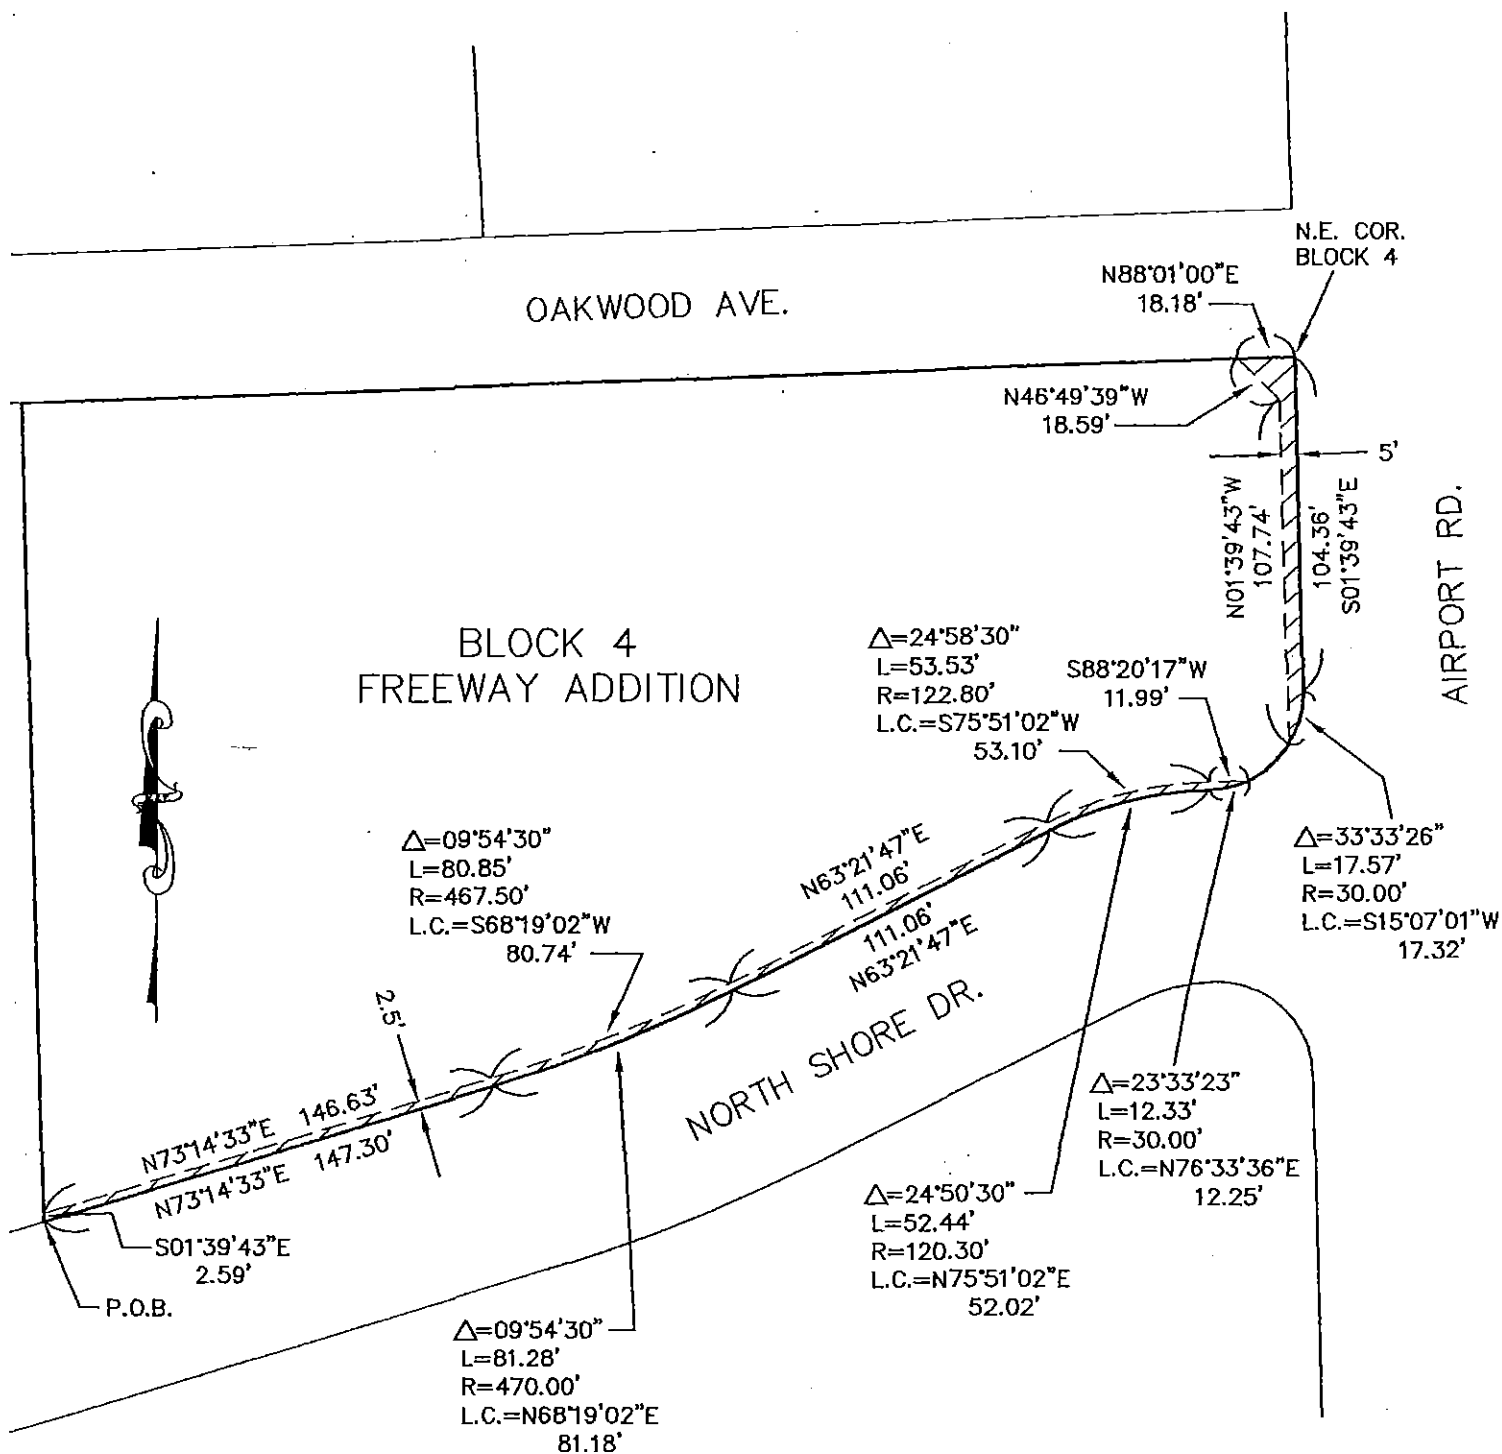 N.E. COR.
BLOCK 4
N88°01'00"E
18.18'
OAKWOOD AVE.
N46°49'39"W
18.59'
5'
N01°39'43"W
107.74'
104.36'
S01°39'43"E
AIRPORT RD.
BLOCK 4
FREEWAY ADDITION
Δ=24°58'30"
L=53.53'
R=122.80'
L.C.=S75°51'02"W
53.10'
S88°20'17"W
11.99'
Δ=09°54'30"
L=80.85'
R=467.50'
L.C.=S68°19'02"W
80.74'
N63°21'47"E
111.06'
111.06'
N63°21'47"E
Δ=33°33'26"
L=17.57'
R=30.00'
L.C.=S15°07'01"W
17.32'
2.5'
NORTH SHORE DR.
N73°14'33"E 146.63'
N73°14'33"E 147.30'
Δ=23°33'23"
L=12.33'
R=30.00'
L.C.=N76°33'36"E
12.25'
Δ=24°50'30"
L=52.44'
R=120.30'
L.C.=N75°51'02"E
52.02'
S01°39'43"E
2.59'
P.O.B.
Δ=09°54'30"
L=81.28'
R=470.00'
L.C.=N68°19'02"E
81.18'